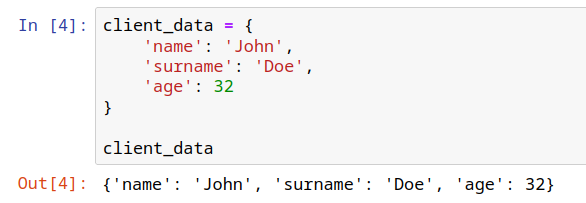 In [4]: client_data = {
    'name': 'John',
    'surname': 'Doe',
    'age': 32
}

client_data
Out[4]: {'name': 'John', 'surname': 'Doe', 'age': 32}